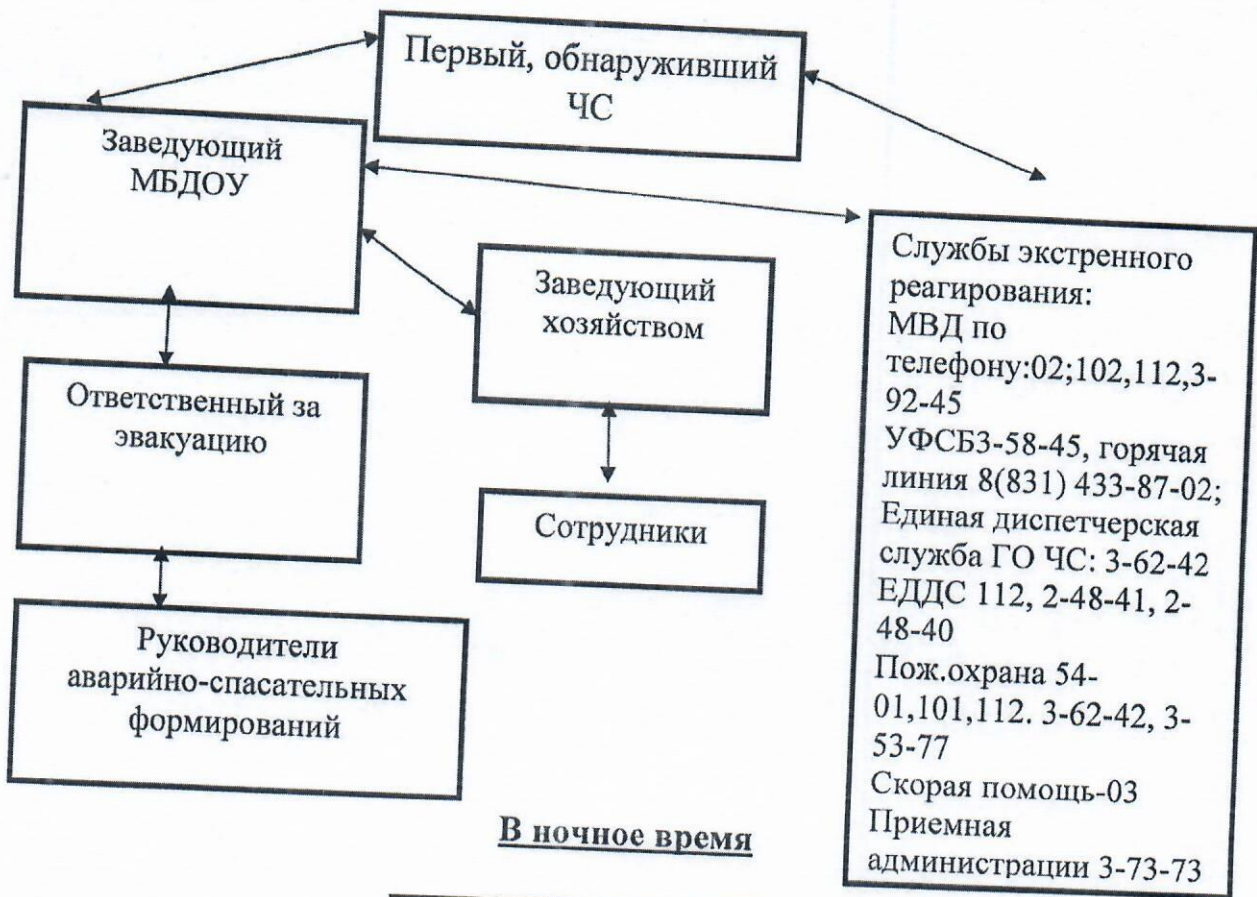 Первый, обнаруживший
ЧС
Заведующий
МБДОУ
Заведующий
хозяйством
Ответственный за
эвакуацию
Сотрудники
Руководители
аварийно-спасательных
формирований
Службы экстренного
реагирования:
МВД по
телефону:02;102,112,3-
92-45
УФСБ3-58-45, горячая
линия 8(831) 433-87-02;
Единая диспетчерская
служба ГО ЧС: 3-62-42
ЕДДС 112, 2-48-41, 2-
48-40
Пож.охрана 54-
01,101,112. 3-62-42, 3-
53-77
Скорая помощь-03
Приемная
администрации 3-73-73
В ночное время